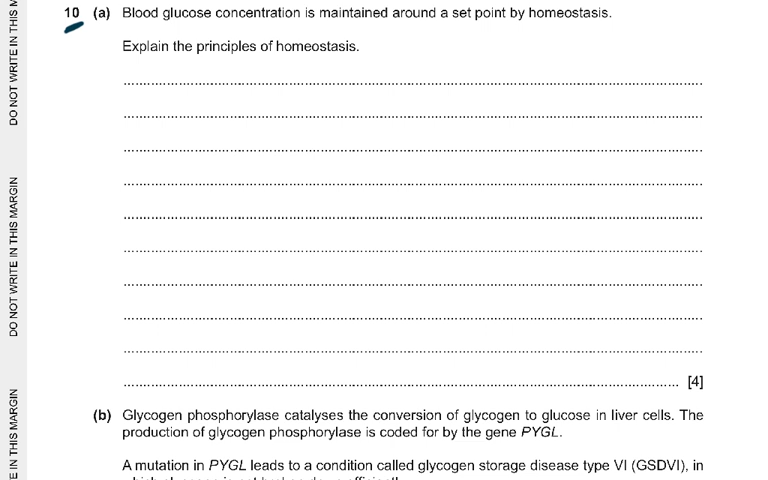 DO NOT WRITE IN THIS M
DO NOT WRITE IN THIS MARGIN
E IN THIS MARGIN
10 (a) Blood glucose concentration is maintained around a set point by homeostasis.
Explain the principles of homeostasis.
[4]
(b) Glycogen phosphorylase catalyses the conversion of glycogen to glucose in liver cells. The
production of glycogen phosphorylase is coded for by the gene PYGL.
A mutation in PYGL leads to a condition called glycogen storage disease type VI (GSDVI), in